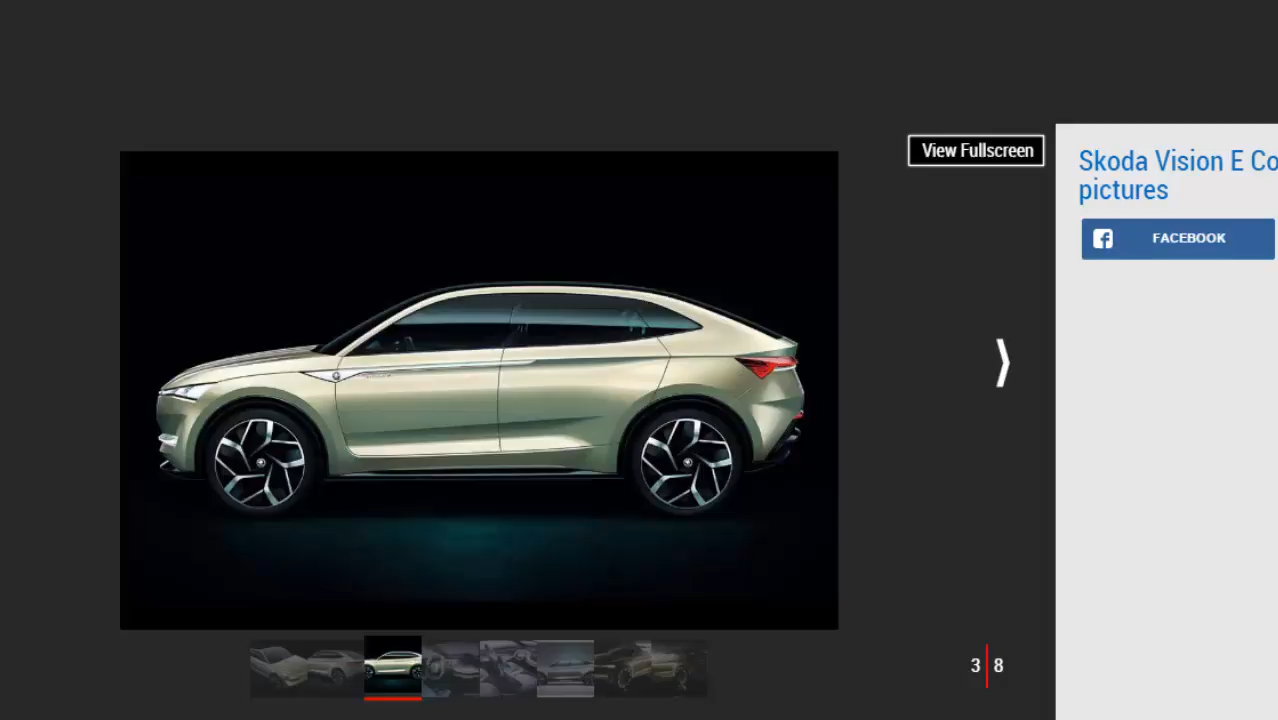 View Fullscreen
Skoda Vision E Co
pictures
FACEBOOK
3 8